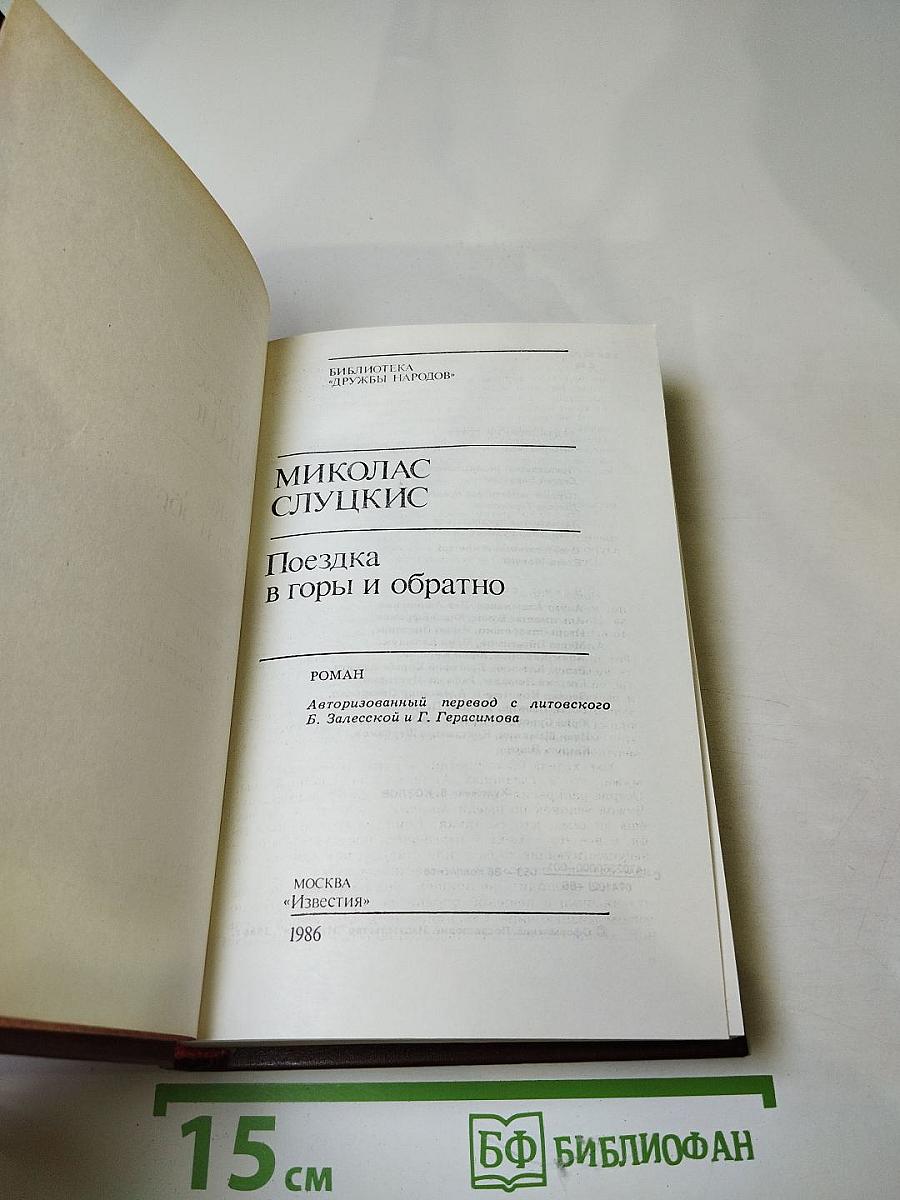 БИБЛИОТЕКА
«ДРУЖБЫ НАРОДОВ»
МИКОЛАС
СЛУЦКИС
Поездка
в горы и обратно
РОМАН
Авторизованный перевод с литовского
Б. Залесской и Г. Герасимова
МОСКВА
«Известия»
1986
15 см
БФ БИБЛИОФАН